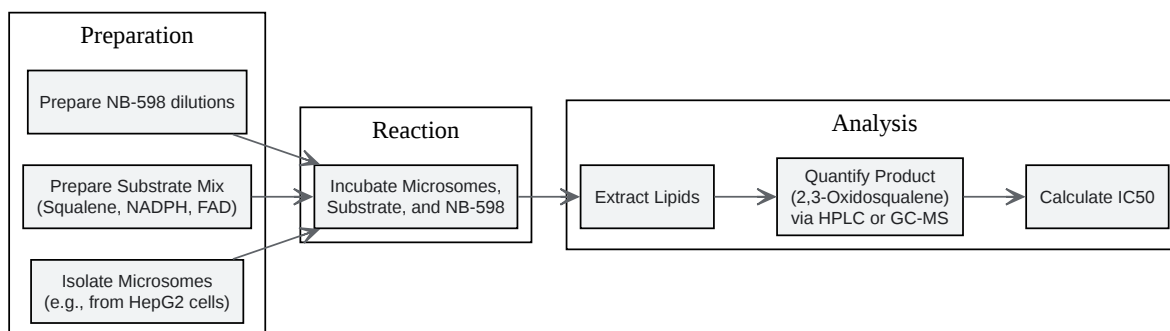 Preparation
Prepare NB-598 dilutions
Prepare Substrate Mix
(Squalene, NADPH, FAD)
Isolate Microsomes
(e.g., from HepG2 cells)
Reaction
Incubate Microsomes,
Substrate, and NB-598
Analysis
Extract Lipids
Quantify Product
(2,3-Oxidosqualene)
via HPLC or GC-MS
Calculate IC50